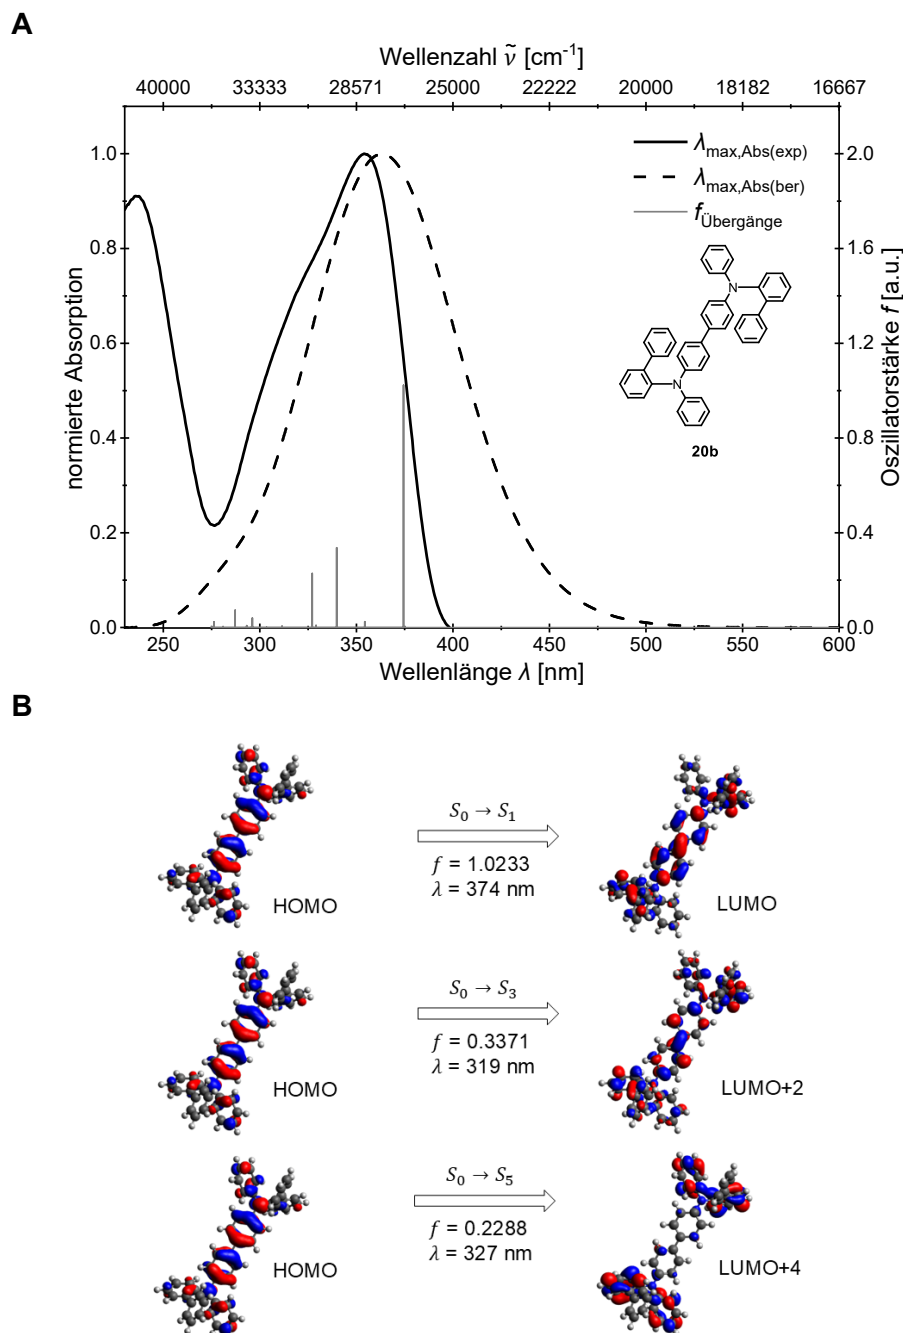 A
Wellenzahl ṽ [cm-1]
40000 33333 28571 25000 22222 20000 18182 16667
normierte Absorption
1.0
0.8
0.6
0.4
0.2
0.0
λmax,Abs(exp)
λmax,Abs(ber)
fÜbergänge
N
N
20b
2.0
1.6
1.2
0.8
0.4
0.0
Oszillatorstärke f [a.u.]
250 300 350 400 450 500 550 600
Wellenlänge λ [nm]
B
S0 → S1
f = 1.0233
λ = 374 nm
HOMO
LUMO
S0 → S3
f = 0.3371
λ = 319 nm
HOMO
LUMO+2
S0 → S5
f = 0.2288
λ = 327 nm
HOMO
LUMO+4